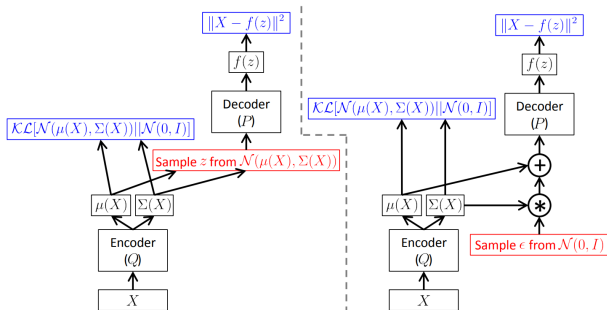 ‖X − f(z)‖²
f(z)
Decoder
(P)
𝒦ℒ[𝒩(μ(X), Σ(X))||𝒩(0, I)]
Sample z from 𝒩(μ(X), Σ(X))
μ(X)
Σ(X)
Encoder
(Q)
X
‖X − f(z)‖²
f(z)
Decoder
(P)
𝒦ℒ[𝒩(μ(X), Σ(X))||𝒩(0, I)]
+
μ(X)
Σ(X)
*
Encoder
(Q)
Sample ϵ from 𝒩(0, I)
X